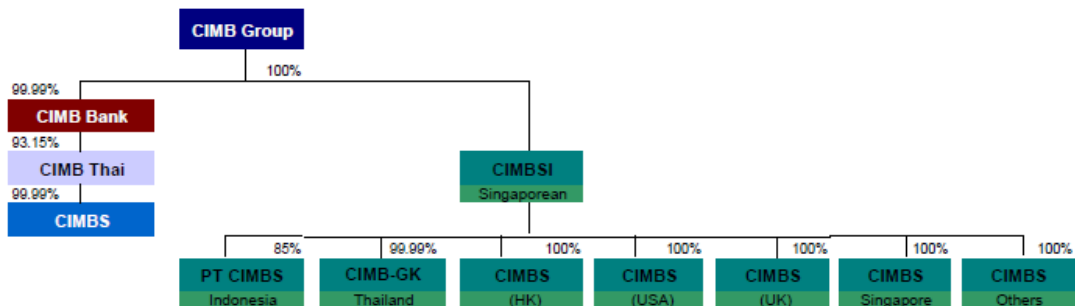 CIMB Group
100%
99.99%
CIMB Bank
93.15%
CIMB Thai
CIMBSI
Singaporean
99.99%
CIMBS
85%
99.99%
100%
100%
100%
100%
100%
PT CIMBS
CIMB-GK
CIMBS
CIMBS
CIMBS
CIMBS
CIMBS
Indonesia
Thailand
(HK)
(USA)
(UK)
Singapore
Others